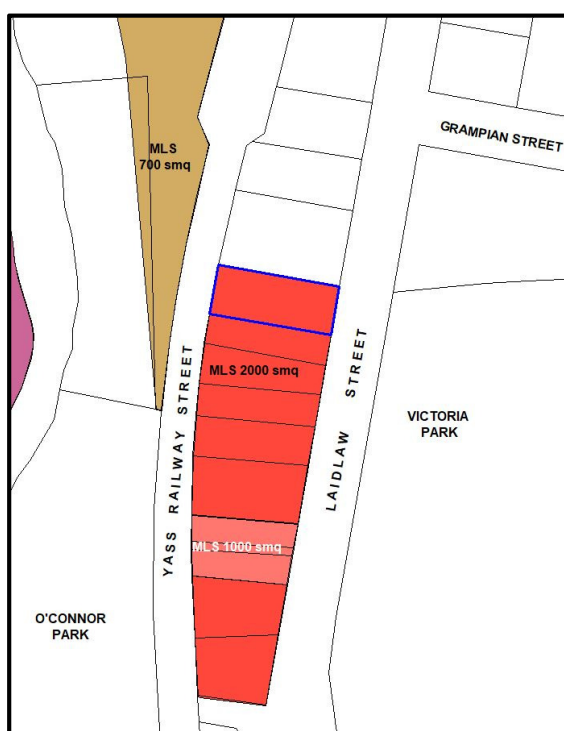 GRAMPIAN STREET
MLS
700 smq
MLS 2000 smq
YASS RAILWAY STREET
LAIDLAW STREET
VICTORIA
PARK
MLS 1000 smq
O'CONNOR
PARK